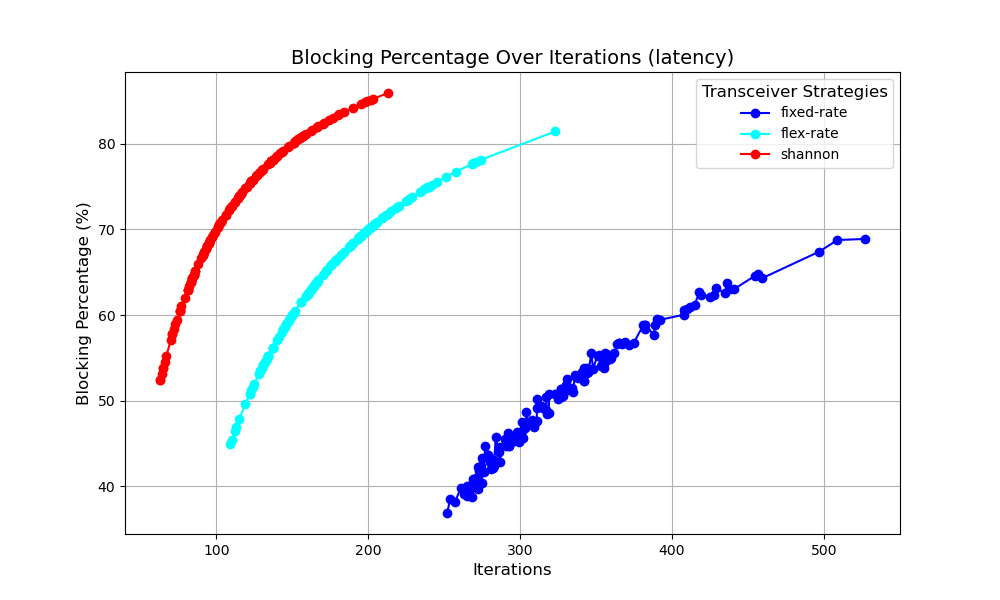 Blocking Percentage Over Iterations (latency)
Transceiver Strategies
fixed-rate
flex-rate
shannon
Blocking Percentage (%)
80
70
60
50
40
100 200 300 400 500
Iterations